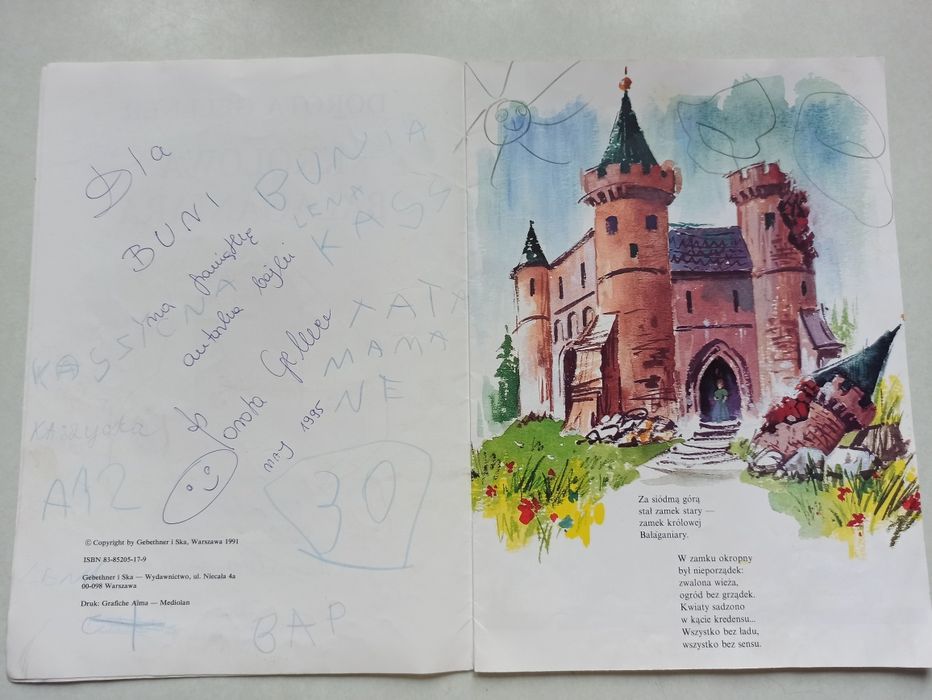 Dla
BUNI
na pamiątkę
autorka bajki
Dorota Gellner
maj 1995
BUNIA
LENA
KASS
KASSIENA
KATX
MAMA
NE
A12
30
BAP
© Copyright by Gebethner i Ska, Warszawa 1991
ISBN 83-85205-17-9
Gebethner i Ska — Wydawnictwo, ul. Niecała 4a
00-098 Warszawa
Druk: Grafiche Alma — Mediolan
Za siódmą górą
stał zamek stary —
zamek królowej
Bałaganiary.
W zamku okropny
był nieporządek:
zwalona wieża,
ogród bez grządek.
Kwiaty sadzono
w kącie kredensu...
Wszystko bez ładu,
wszystko bez sensu.